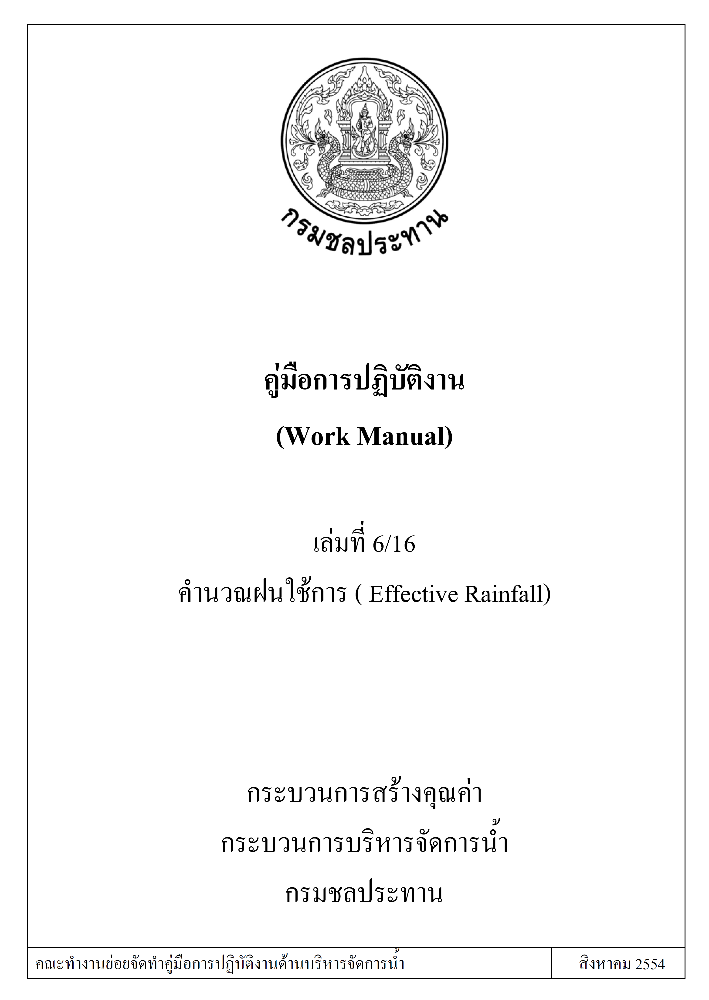 กรมชลประทาน
คู่มือการปฏิบัติงาน
(Work Manual)
เล่มที่ 6/16
คำนวณฝนใช้การ ( Effective Rainfall)
กระบวนการสร้างคุณค่า
กระบวนการบริหารจัดการน้ำ
กรมชลประทาน
คณะทำงานย่อยจัดทำคู่มือการปฏิบัติงานด้านบริหารจัดการน้ำ
สิงหาคม 2554